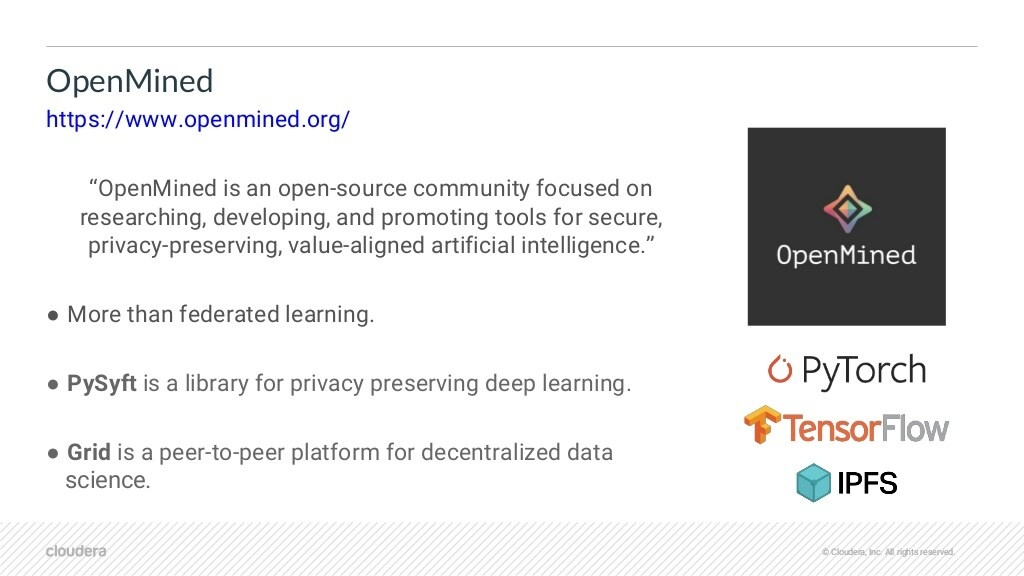 OpenMined
https://www.openmined.org/
“OpenMined is an open-source community focused on
researching, developing, and promoting tools for secure,
privacy-preserving, value-aligned artificial intelligence.”
OpenMined
● More than federated learning.
PyTorch
● PySyft is a library for privacy preserving deep learning.
TensorFlow
● Grid is a peer-to-peer platform for decentralized data
science.
IPFS
cloudera
© Cloudera, Inc. All rights reserved.